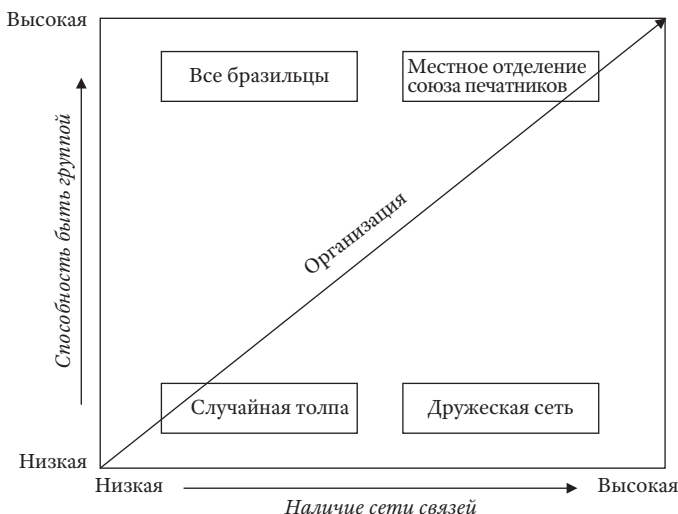 Высокая
Все бразильцы
Местное отделение
союза печатников
Способность быть группой
Организация
Случайная толпа
Дружеская сеть
Низкая
Низкая
Высокая
Наличие сети связей